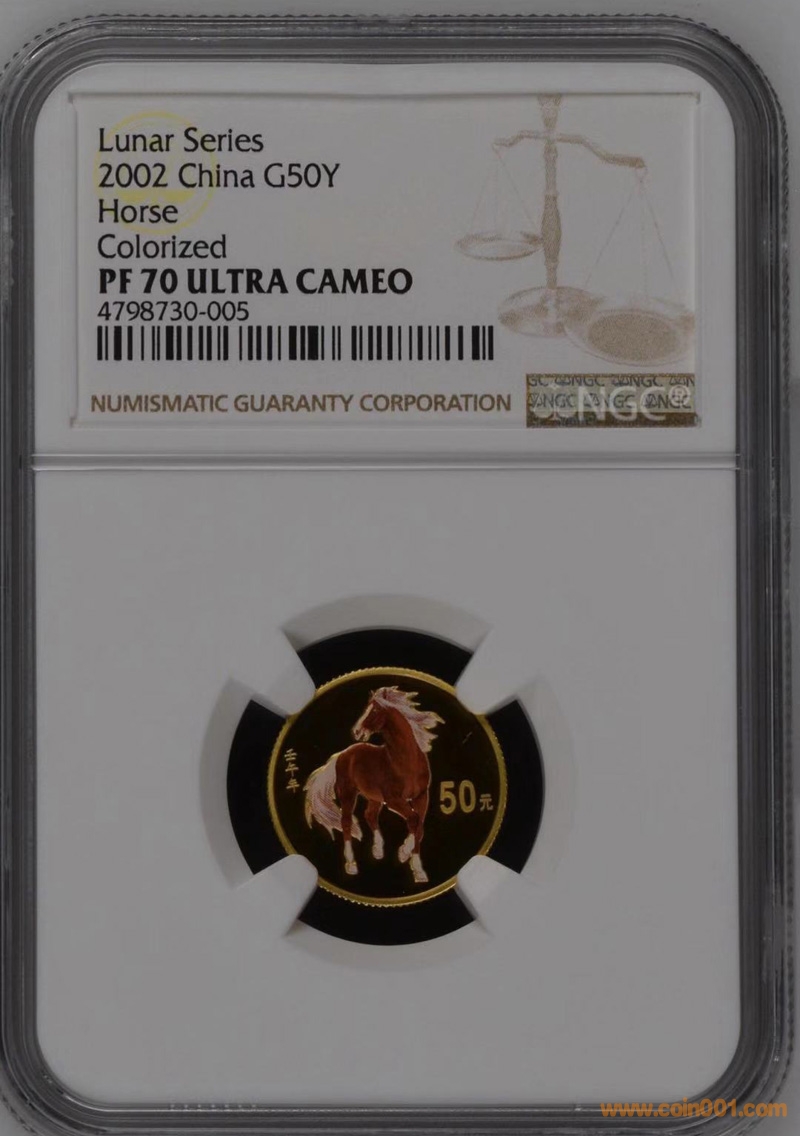 Lunar Series
2002 China G50Y
Horse
Colorized
PF 70 ULTRA CAMEO
4798730-005
NUMISMATIC GUARANTY CORPORATION
NGC®
壬午年
50元
www.coin001.com